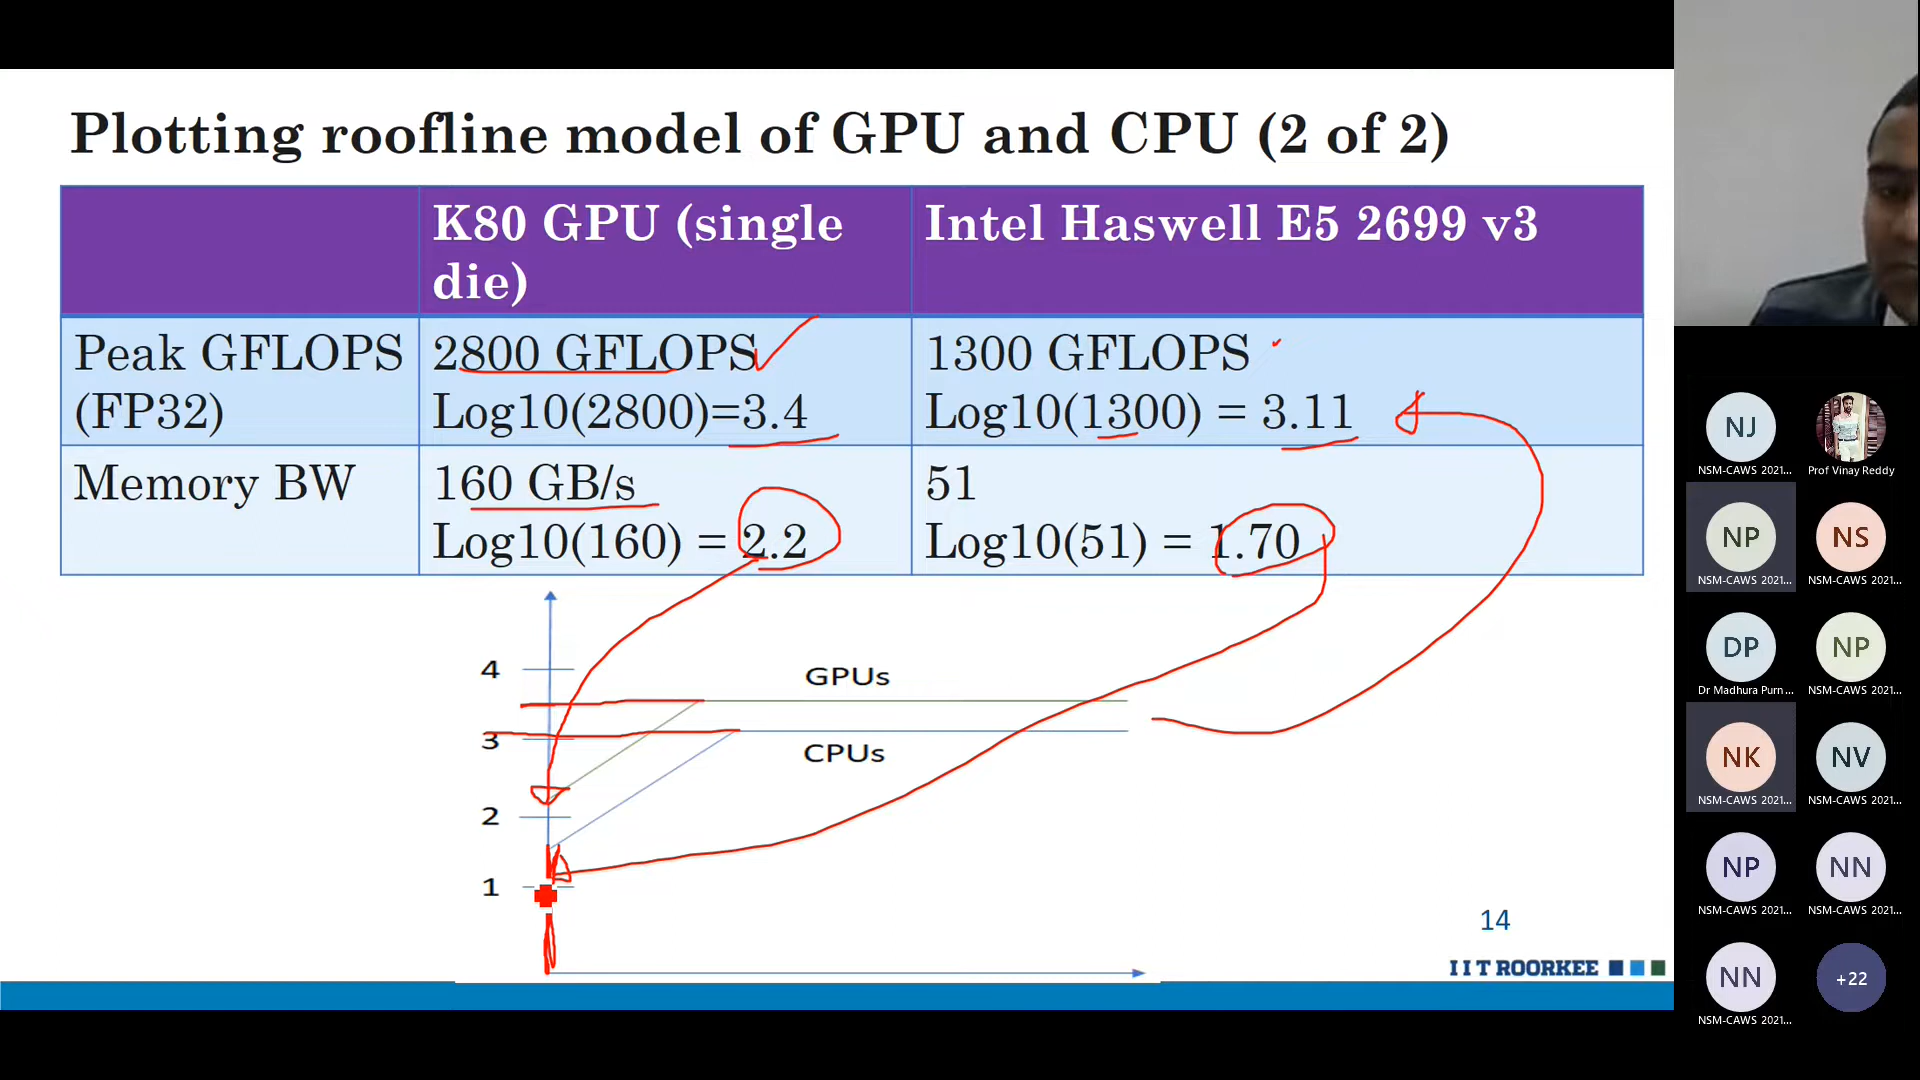 Plotting roofline model of GPU and CPU (2 of 2)
K80 GPU (single
die)
Intel Haswell E5 2699 v3
Peak GFLOPS
(FP32)
2800 GFLOPS
Log10(2800)=3.4
1300 GFLOPS
Log10(1300) = 3.11
Memory BW
160 GB/s
Log10(160) = 2.2
51
Log10(51) = 1.70
4
GPUs
3
CPUs
2
1
14
IIT ROORKEE
NJ
NSM-CAWS 2021...
Prof Vinay Reddy
NP
NSM-CAWS 2021...
NS
NSM-CAWS 2021...
DP
Dr Madhura Purn...
NP
NSM-CAWS 2021...
NK
NSM-CAWS 2021...
NV
NSM-CAWS 2021...
NP
NSM-CAWS 2021...
NN
NSM-CAWS 2021...
NN
NSM-CAWS 2021...
+22